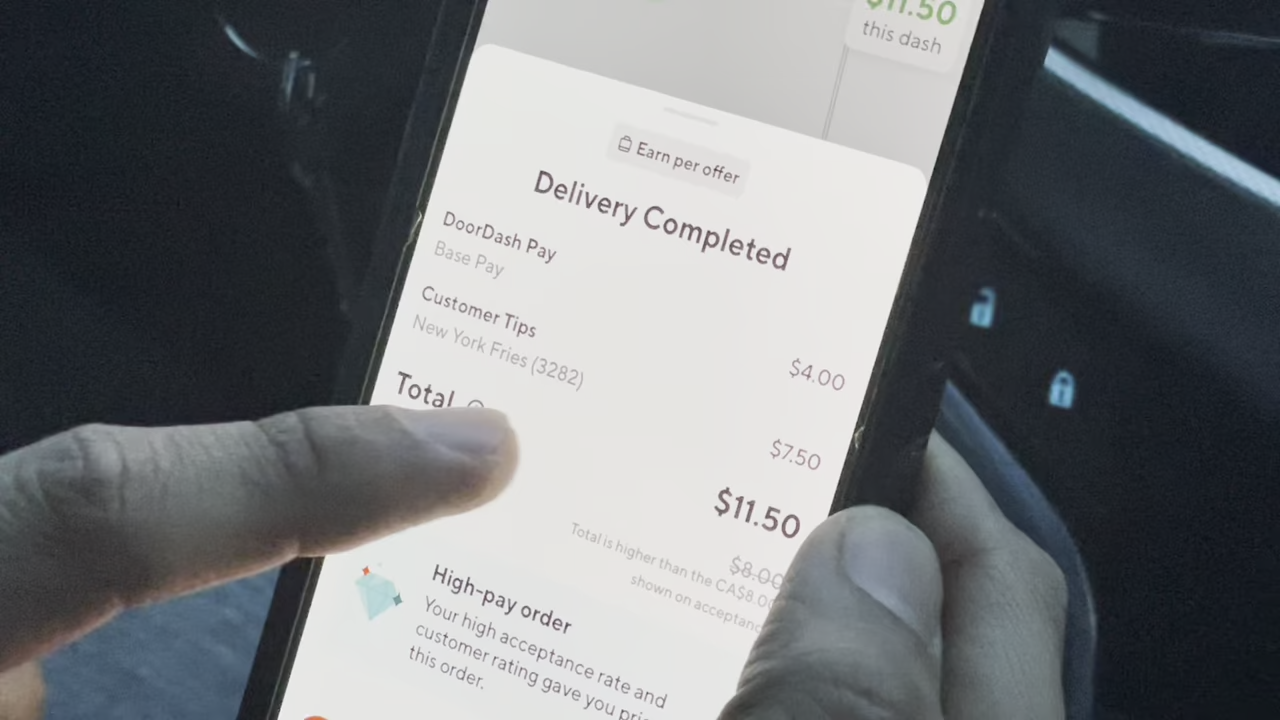 $11.50
this dash
Earn per offer
Delivery Completed
DoorDash Pay
Base Pay
$4.00
Customer Tips
New York Fries (3282)
$7.50
Total
$11.50
$8.00
Total is higher than the CA$8.00
shown on
High-pay order
Your high acceptance rate and
customer rating gave you
this order.